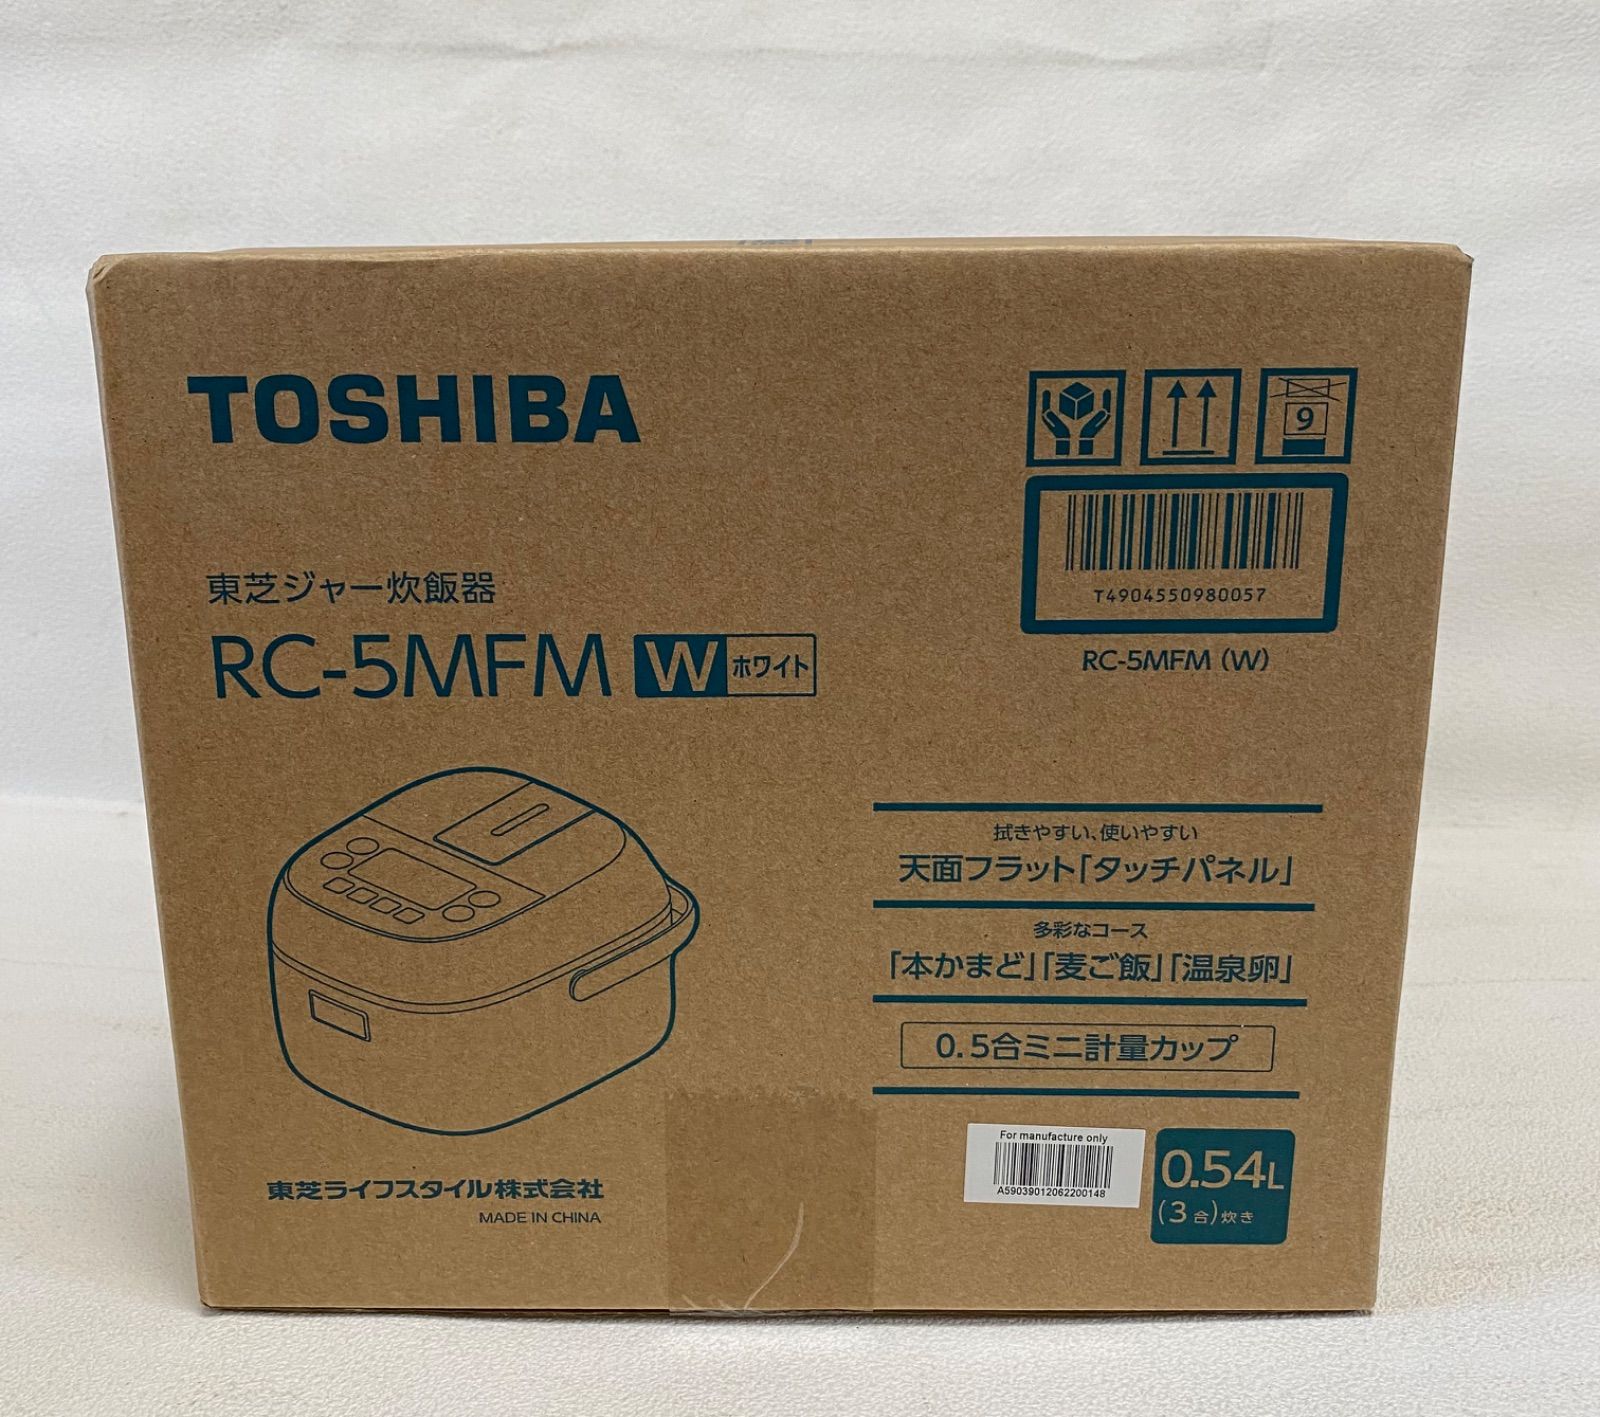 TOSHIBA
9
T4904550980057
RC-5MFM (W)
東芝ジャー炊飯器
RC-5MFM W ホワイト
拭きやすい、使いやすい
天面フラット「タッチパネル」
多彩なコース
「本かまど」「麦ご飯」「温泉卵」
0.5合ミニ計量カップ
For manufacture only
A59039012062200148
0.54L
(3合)炊き
東芝ライフスタイル株式会社
MADE IN CHINA